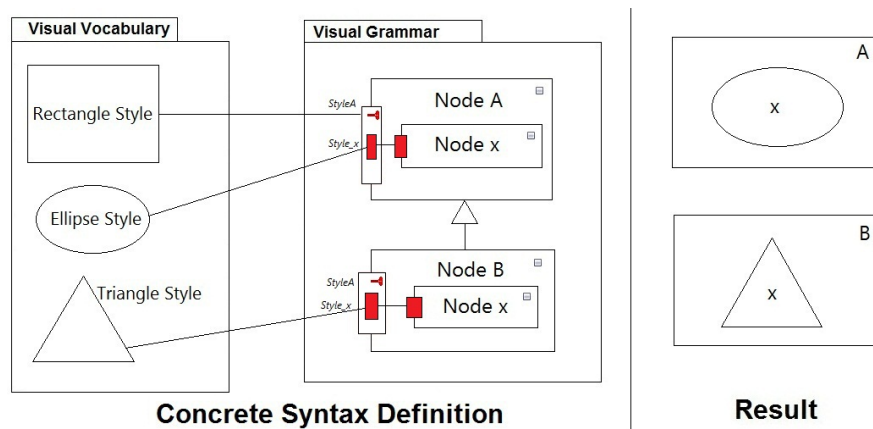 Visual Vocabulary
Rectangle Style
Ellipse Style
Triangle Style
Visual Grammar
StyleA
Style_x
Node A
Node x
StyleA
Style_x
Node B
Node x
Concrete Syntax Definition
A
x
B
x
Result